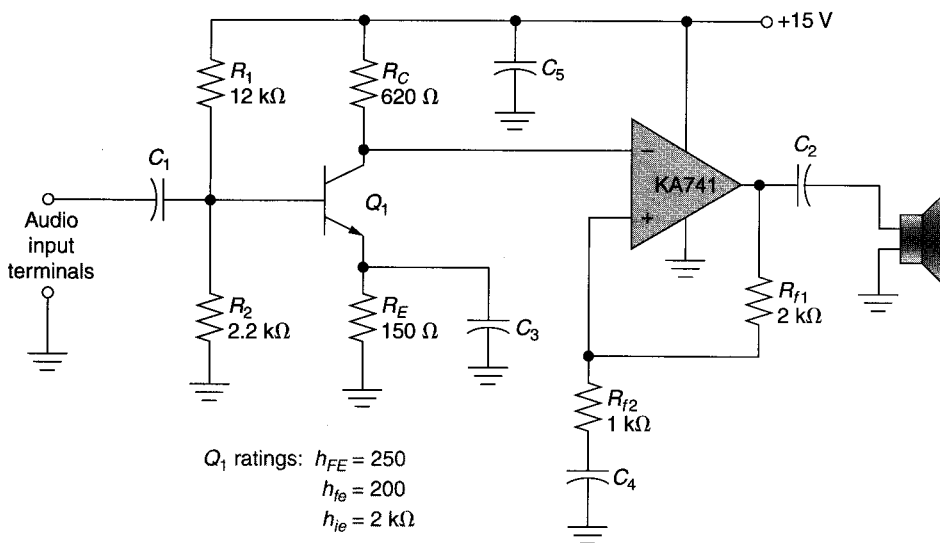 +15 V
R1
12 kΩ
RC
620 Ω
C5
C1
Q1
KA741
−
+
C2
Audio
input
terminals
R2
2.2 kΩ
RE
150 Ω
C3
Rf1
2 kΩ
Rf2
1 kΩ
C4
Q1 ratings: hFE = 250
hfe = 200
hie = 2 kΩ